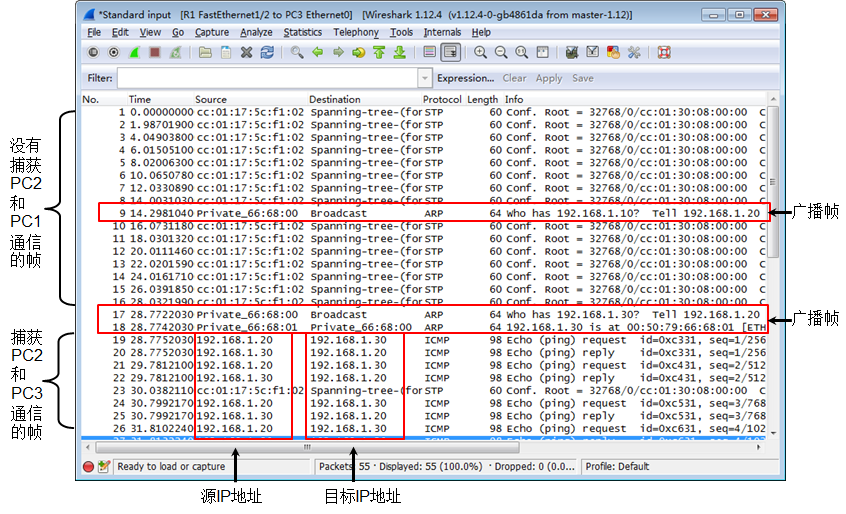 *Standard input   [R1 FastEthernet1/2 to PC3 Ethernet0]   [Wireshark 1.12.4  (v1.12.4-0-gb4861da from master-1.12)]
File Edit View Go Capture Analyze Statistics Telephony Tools Internals Help
Filter: Expression... Clear Apply Save
No. Time Source Destination Protocol Length Info
1 0.00000000 cc:01:17:5c:f1:02 Spanning-tree-(for STP 60 Conf. Root = 32768/0/cc:01:30:08:00:00 C
2 1.98701900 cc:01:17:5c:f1:02 Spanning-tree-(for STP 60 Conf. Root = 32768/0/cc:01:30:08:00:00 C
3 4.04903800 cc:01:17:5c:f1:02 Spanning-tree-(for STP 60 Conf. Root = 32768/0/cc:01:30:08:00:00 C
4 6.01505100 cc:01:17:5c:f1:02 Spanning-tree-(for STP 60 Conf. Root = 32768/0/cc:01:30:08:00:00 C
5 8.02006300 cc:01:17:5c:f1:02 Spanning-tree-(for STP 60 Conf. Root = 32768/0/cc:01:30:08:00:00 C
6 10.0650780 cc:01:17:5c:f1:02 Spanning-tree-(for STP 60 Conf. Root = 32768/0/cc:01:30:08:00:00 C
7 12.0330890 cc:01:17:5c:f1:02 Spanning-tree-(for STP 60 Conf. Root = 32768/0/cc:01:30:08:00:00 C
8 14.0031030 cc:01:17:5c:f1:02 Spanning-tree-(for STP 60 Conf. Root = 32768/0/cc:01:30:08:00:00 C
9 14.2981040 Private_66:68:00 Broadcast ARP 64 Who has 192.168.1.10?  Tell 192.168.1.20
10 16.0731180 cc:01:17:5c:f1:02 Spanning-tree-(for STP 60 Conf. Root = 32768/0/cc:01:30:08:00:00 C
11 18.0301320 cc:01:17:5c:f1:02 Spanning-tree-(for STP 60 Conf. Root = 32768/0/cc:01:30:08:00:00 C
12 20.0111460 cc:01:17:5c:f1:02 Spanning-tree-(for STP 60 Conf. Root = 32768/0/cc:01:30:08:00:00 C
13 22.0201590 cc:01:17:5c:f1:02 Spanning-tree-(for STP 60 Conf. Root = 32768/0/cc:01:30:08:00:00 C
14 24.0161710 cc:01:17:5c:f1:02 Spanning-tree-(for STP 60 Conf. Root = 32768/0/cc:01:30:08:00:00 C
15 26.0391850 cc:01:17:5c:f1:02 Spanning-tree-(for STP 60 Conf. Root = 32768/0/cc:01:30:08:00:00 C
16 28.0321990 cc:01:17:5c:f1:02 Spanning-tree-(for STP 60 Conf. Root = 32768/0/cc:01:30:08:00:00 C
17 28.7722030 Private_66:68:00 Broadcast ARP 64 Who has 192.168.1.30?  Tell 192.168.1.20
18 28.7742030 Private_66:68:01 Private_66:68:00 ARP 64 192.168.1.30 is at 00:50:79:66:68:01 [ETH
19 28.7752030 192.168.1.20 192.168.1.30 ICMP 98 Echo (ping) request  id=0xc331, seq=1/256
20 28.7752030 192.168.1.30 192.168.1.20 ICMP 98 Echo (ping) reply    id=0xc331, seq=1/256
21 29.7812100 192.168.1.20 192.168.1.30 ICMP 98 Echo (ping) request  id=0xc431, seq=2/512
22 29.7812100 192.168.1.30 192.168.1.20 ICMP 98 Echo (ping) reply    id=0xc431, seq=2/512
23 30.0382110 cc:01:17:5c:f1:02 Spanning-tree-(for STP 60 Conf. Root = 32768/0/cc:01:30:08:00:00 C
24 30.7992170 192.168.1.20 192.168.1.30 ICMP 98 Echo (ping) request  id=0xc531, seq=3/768
25 30.7992170 192.168.1.30 192.168.1.20 ICMP 98 Echo (ping) reply    id=0xc531, seq=3/768
26 31.8102240 192.168.1.20 192.168.1.30 ICMP 98 Echo (ping) request  id=0xc631, seq=4/102
Ready to load or capture
Packets: 55 · Displayed: 55 (100.0%) · Dropped: 0 (0.0...
Profile: Default
没有
捕获
PC2
和
PC1
通信
的帧
捕获
PC2
和
PC3
通信
的帧
广播帧
广播帧
源IP地址
目标IP地址